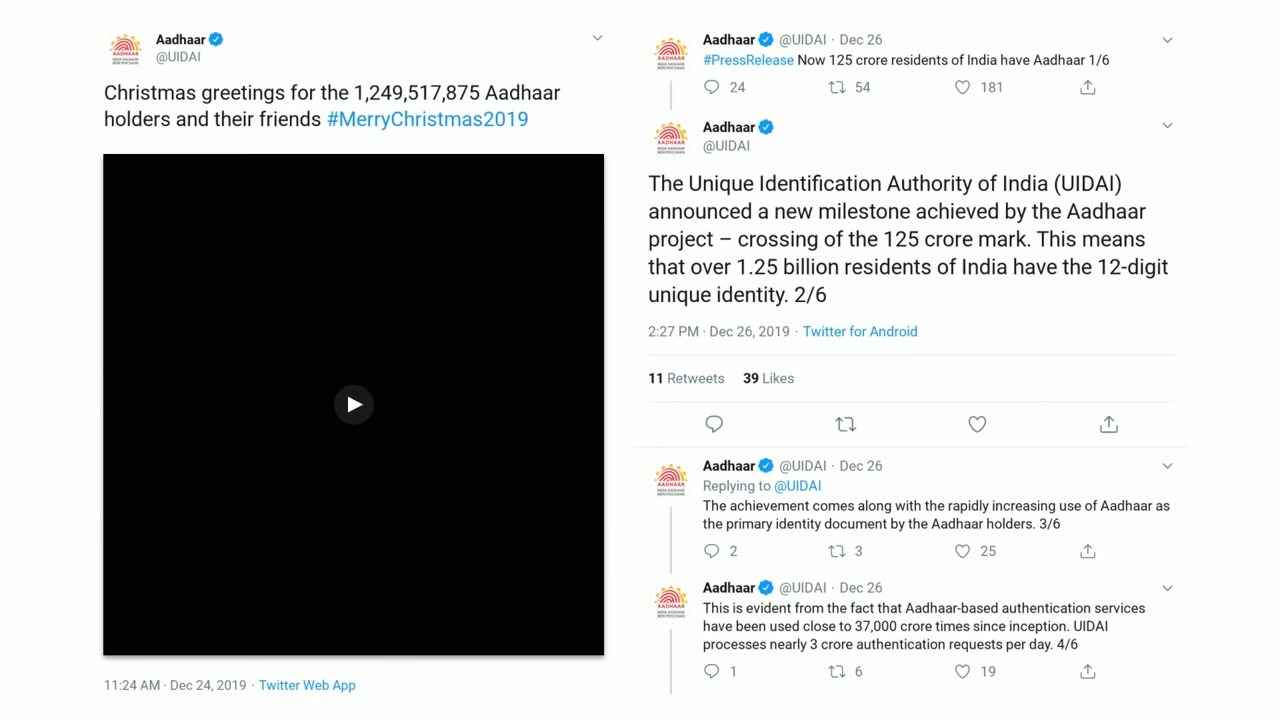 Aadhaar
@UIDAI
Christmas greetings for the 1,249,517,875 Aadhaar
holders and their friends #MerryChristmas2019
11:24 AM · Dec 24, 2019 · Twitter Web App
Aadhaar @UIDAI · Dec 26
#PressRelease Now 125 crore residents of India have Aadhaar 1/6
24 54 181
Aadhaar
@UIDAI
The Unique Identification Authority of India (UIDAI)
announced a new milestone achieved by the Aadhaar
project – crossing of the 125 crore mark. This means
that over 1.25 billion residents of India have the 12-digit
unique identity. 2/6
2:27 PM · Dec 26, 2019 · Twitter for Android
11 Retweets 39 Likes
Aadhaar @UIDAI · Dec 26
Replying to @UIDAI
The achievement comes along with the rapidly increasing use of Aadhaar as
the primary identity document by the Aadhaar holders. 3/6
2 3 25
Aadhaar @UIDAI · Dec 26
This is evident from the fact that Aadhaar-based authentication services
have been used close to 37,000 crore times since inception. UIDAI
processes nearly 3 crore authentication requests per day. 4/6
1 6 19